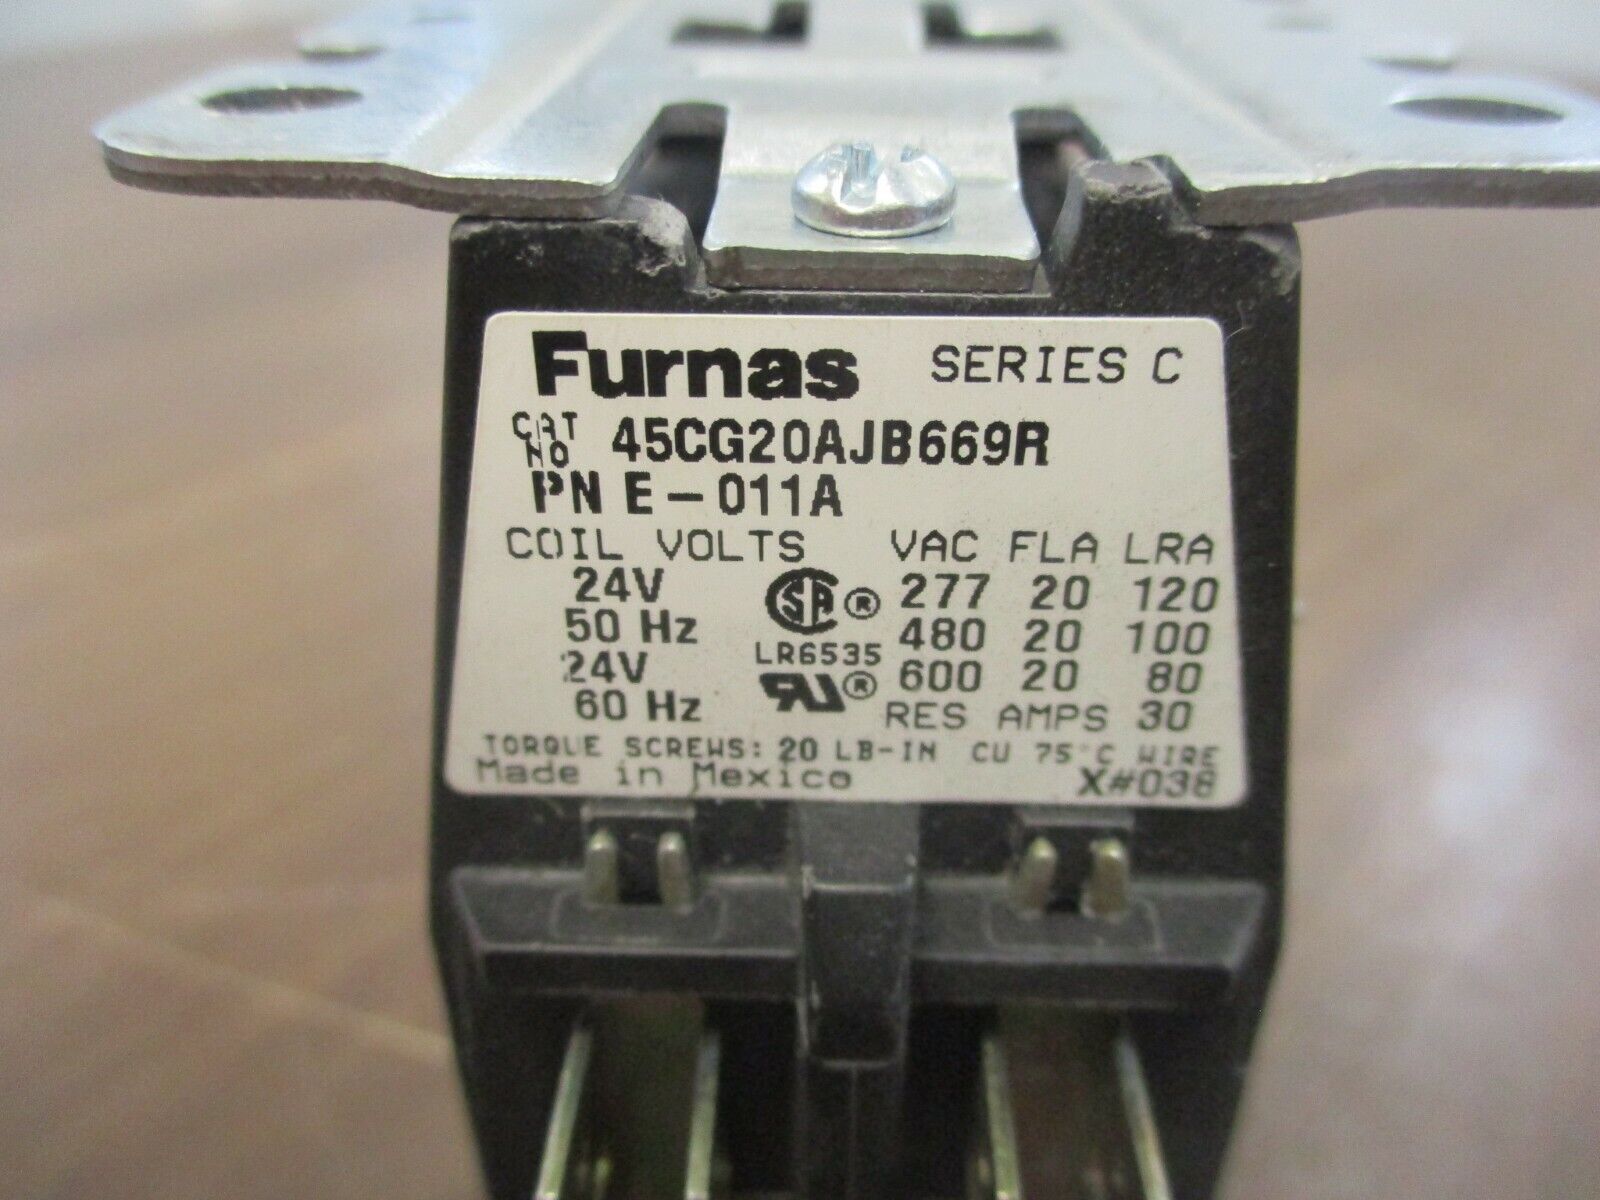 Furnas SERIES C
CAT NO 45CG20AJB669R
PN E-011A
COIL VOLTS VAC FLA LRA
24V 277 20 120
50 Hz 480 20 100
24V LR6535 600 20 80
60 Hz RES AMPS 30
TORQUE SCREWS: 20 LB-IN CU 75°C WIRE
Made in Mexico X#038